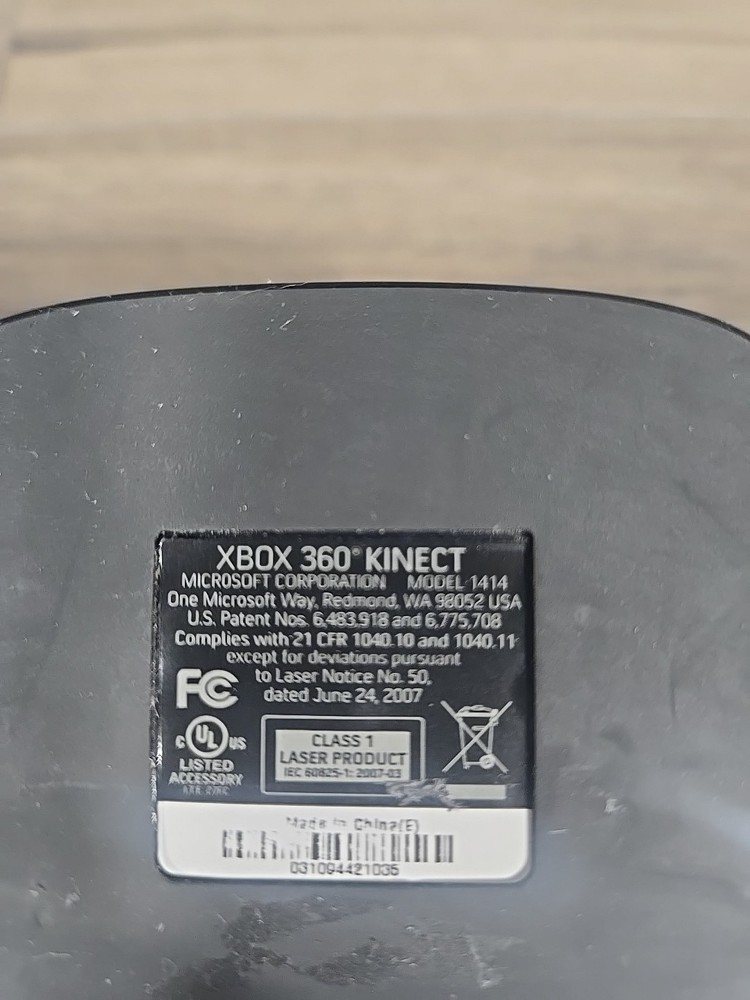 XBOX 360® KINECT
MICROSOFT CORPORATION MODEL 1414
One Microsoft Way, Redmond, WA 98052 USA
U.S. Patent Nos. 6,483,918 and 6,775,708
Complies with 21 CFR 1040.10 and 1040.11
except for deviations pursuant
to Laser Notice No. 50,
dated June 24, 2007
FC
C UL US
LISTED
ACCESSORY
CLASS 1
LASER PRODUCT
IEC 60825-1: 2007-03
Made in China(E)
031094421035